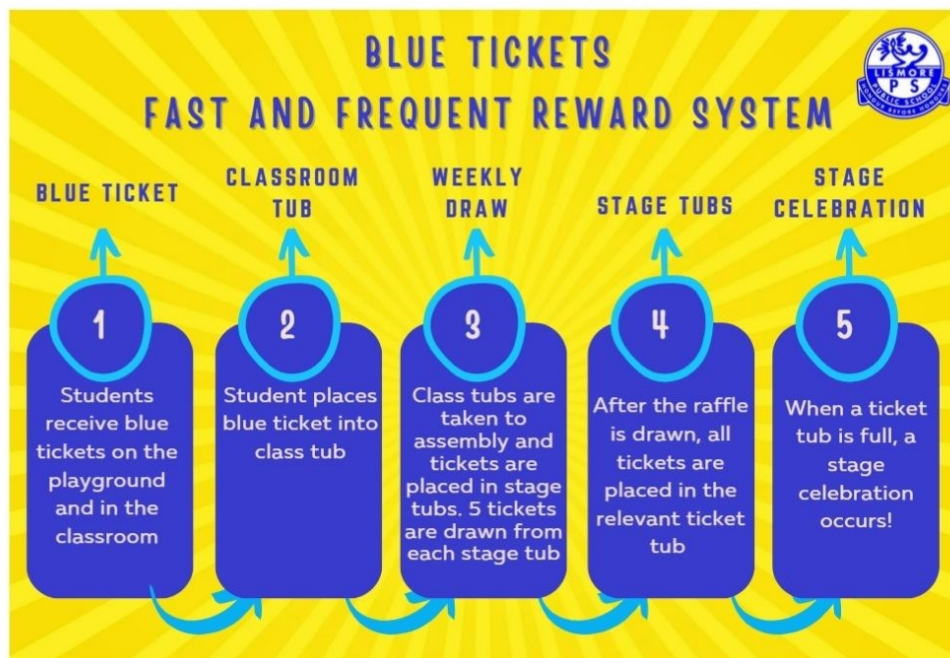 BLUE TICKETS
FAST AND FREQUENT REWARD SYSTEM
LISMORE
P S
PUBLIC SCHOOL
BLUE TICKET
CLASSROOM
TUB
WEEKLY
DRAW
STAGE TUBS
STAGE
CELEBRATION
1
Students
receive blue
tickets on the
playground
and in the
classroom
2
Student places
blue ticket into
class tub
3
Class tubs are
taken to
assembly and
tickets are
placed in stage
tubs. 5 tickets
are drawn from
each stage tub
4
After the raffle
is drawn, all
tickets are
placed in the
relevant ticket
tub
5
When a ticket
tub is full, a
stage
celebration
occurs!